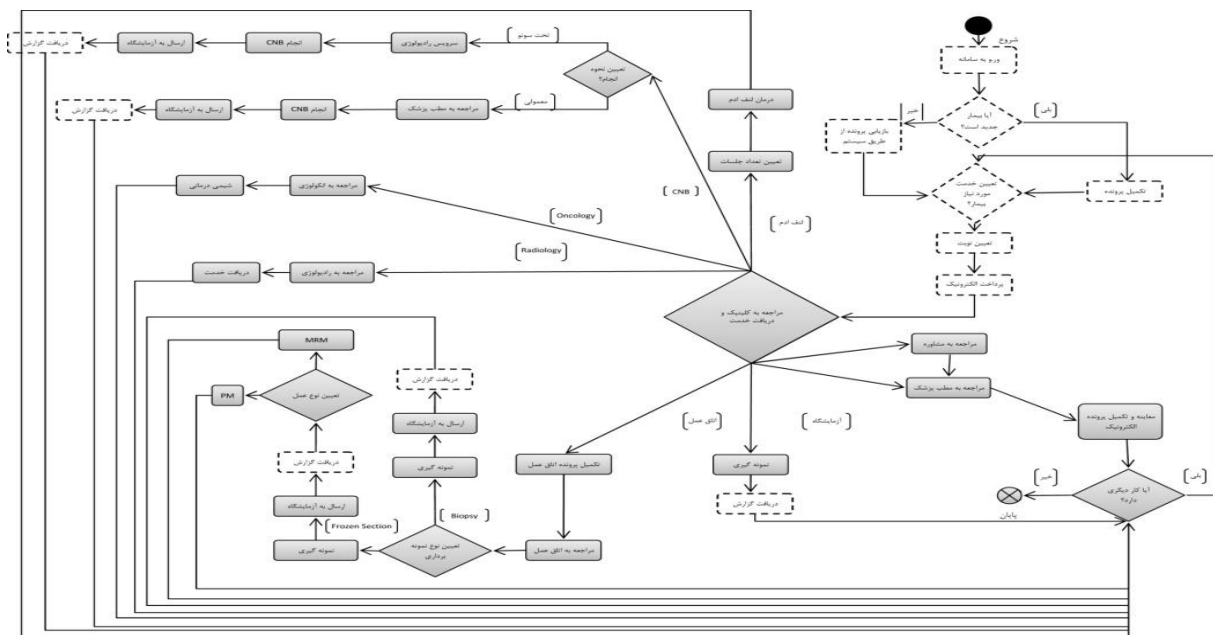 شروع
ورو به سامانه
آیا بیمار
جدید است؟
خیر
بلی
بازیابی پرونده از
طریق سیستم
تکمیل پرونده
تعیین خدمت
مورد نیاز
بیمار؟
تعیین نوبت
پرداخت الکترونیک
مراجعه به کلینیک و
دریافت خدمت
لنف ادم
تعیین تعداد جلسات
درمان لنف ادم
CNB
تعیین نحوه
انجام؟
تحت سونو
سرویس رادیولوژی
انجام CNB
ارسال به آزمایشگاه
دریافت گزارش
معمولی
مراجعه به مطب پزشک
انجام CNB
ارسال به آزمایشگاه
دریافت گزارش
Oncology
مراجعه به انکولوژی
شیمی درمانی
Radiology
مراجعه به رادیولوژی
دریافت خدمت
مراجعه به مشاوره
مراجعه به مطب پزشک
معاینه و تکمیل پرونده
الکترونیک
آیا کار دیگری
دارد؟
بلی
خیر
پایان
آزمایشگاه
نمونه گیری
دریافت گزارش
اتاق عمل
تکمیل پرونده اتاق عمل
مراجعه به اتاق عمل
تعیین نوع نمونه
برداری
Biopsy
نمونه گیری
ارسال به آزمایشگاه
دریافت گزارش
Frozen Section
نمونه گیری
ارسال به آزمایشگاه
دریافت گزارش
تعیین نوع عمل
MRM
PM